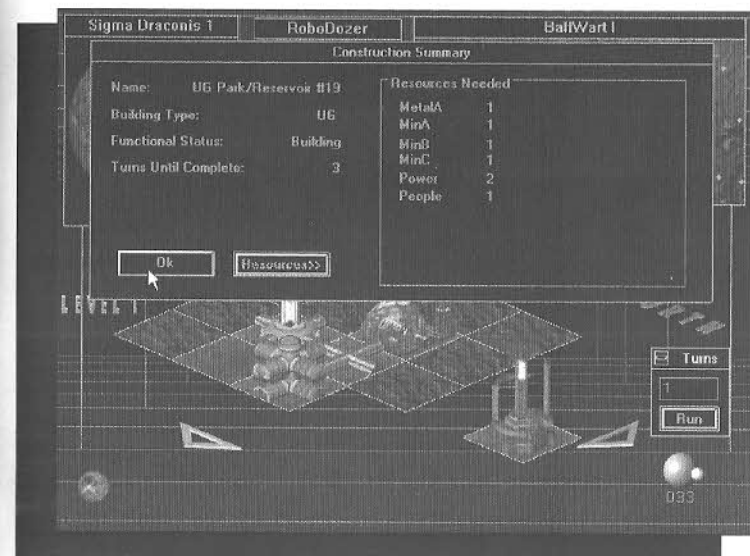 Sigma Draconis 1
RoboDozer
BallWart I
Construction Summary
Name: UG Park/Reservoir #19
Building Type: UG
Functional Status: Building
Turns Until Complete: 3
Resources Needed
MetalA 1
MinA 1
MinB 1
MinC 1
Power 2
People 1
Ok
Resources>>
LEVEL 1
Turns
1
Run
033